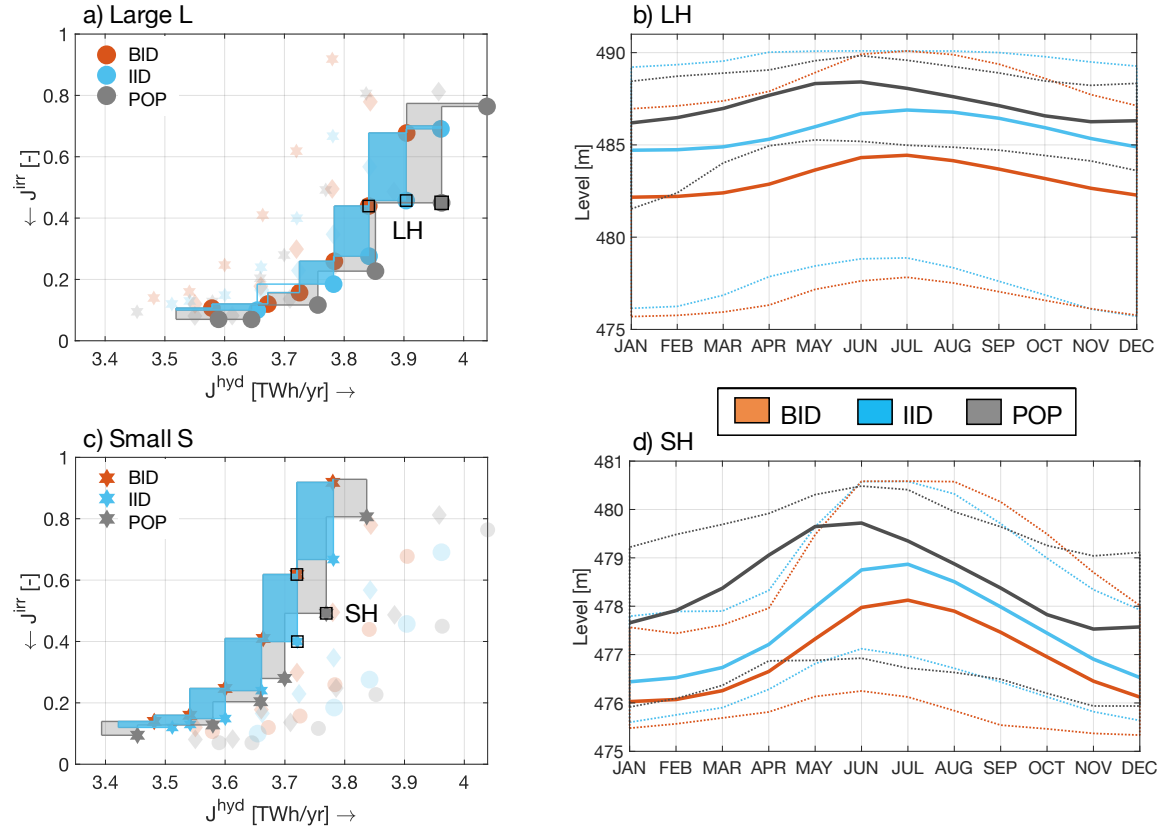 a) Large L
1
0.8
0.6
0.4
0.2
0
← J^irr [-]
BID
IID
POP
LH
3.4 3.5 3.6 3.7 3.8 3.9 4
J^hyd [TWh/yr] →
b) LH
490
485
480
475
Level [m]
JAN FEB MAR APR MAY JUN JUL AUG SEP OCT NOV DEC
BID IID POP
c) Small S
1
0.8
0.6
0.4
0.2
0
← J^irr [-]
BID
IID
POP
SH
3.4 3.5 3.6 3.7 3.8 3.9 4
J^hyd [TWh/yr] →
d) SH
481
480
479
478
477
476
475
Level [m]
JAN FEB MAR APR MAY JUN JUL AUG SEP OCT NOV DEC